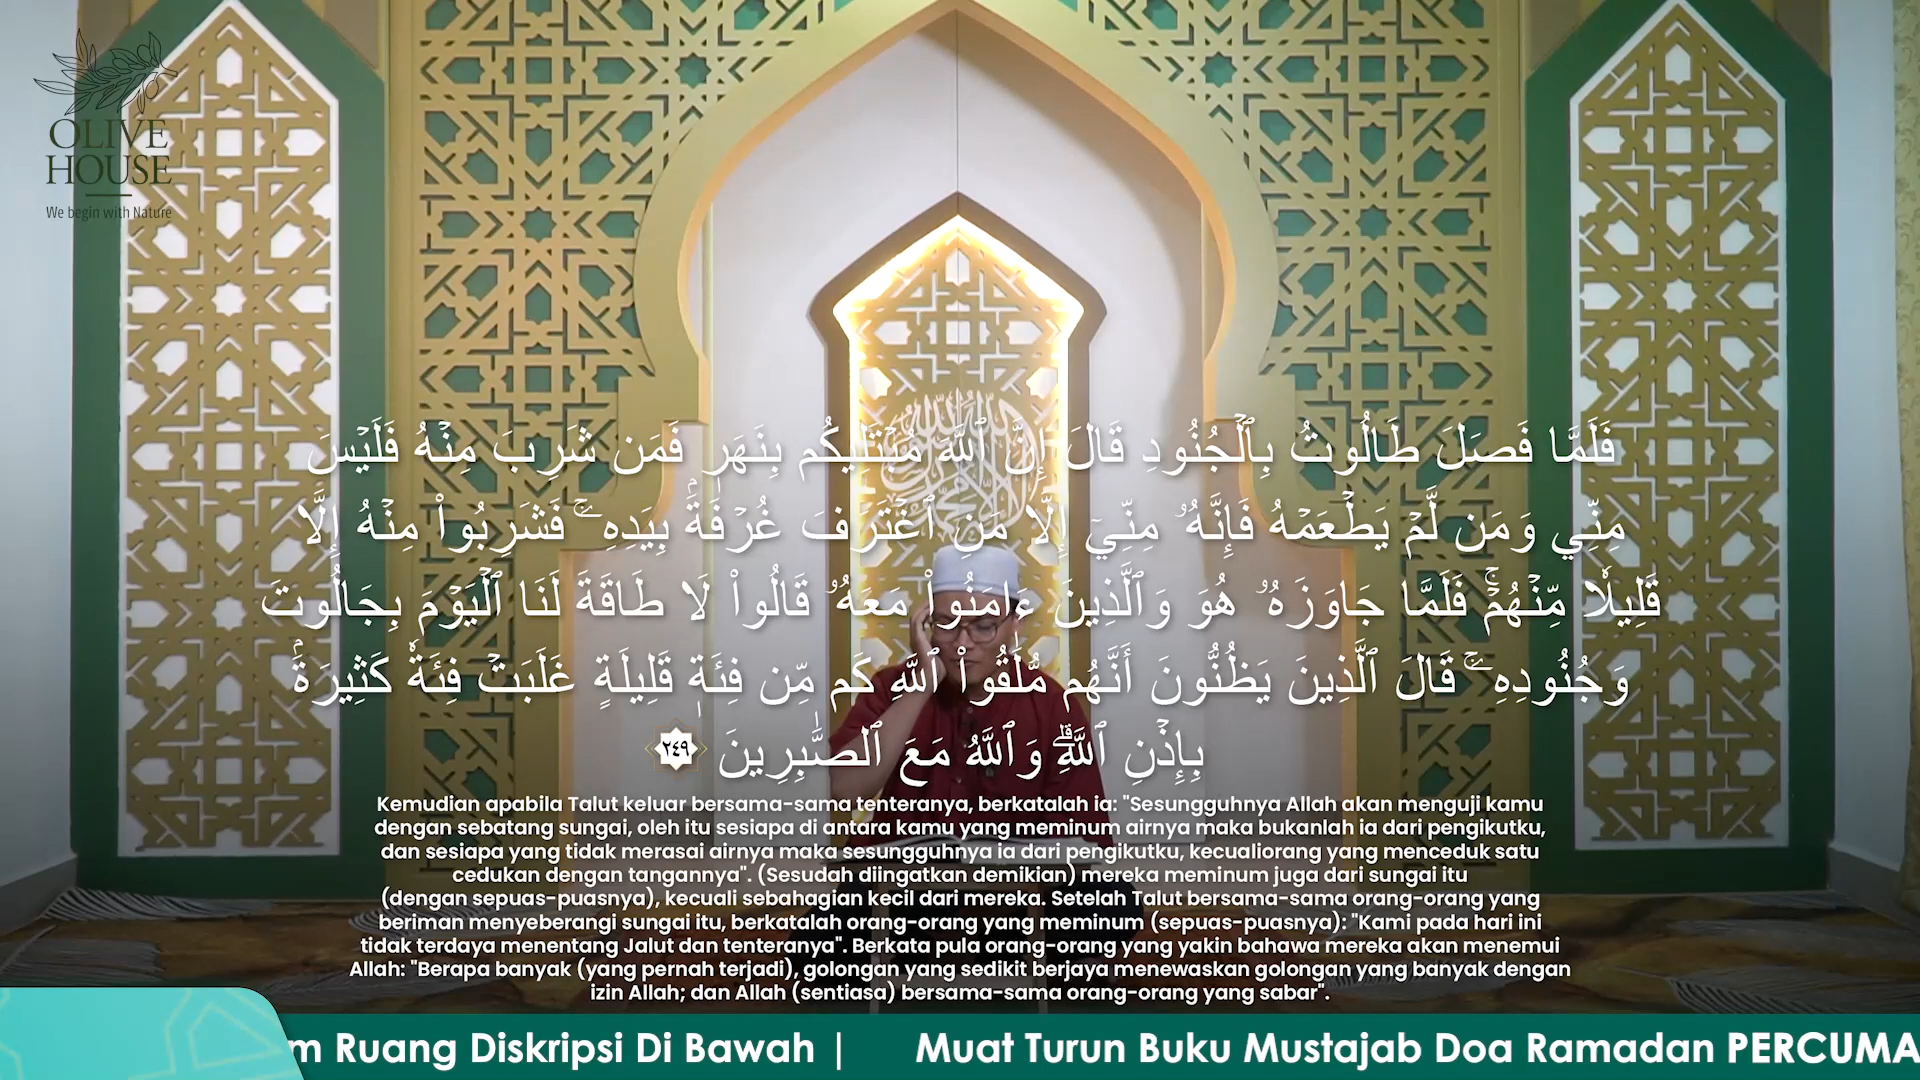 OLIVE
HOUSE
We begin with Nature
فَلَمَّا فَصَلَ طَالُوتُ بِٱلْجُنُودِ قَالَ إِنَّ ٱللَّهَ مُبْتَلِيكُم بِنَهَرٍ فَمَن شَرِبَ مِنْهُ فَلَيْسَ
مِنِّي وَمَن لَّمْ يَطْعَمْهُ فَإِنَّهُۥ مِنِّيٓ إِلَّا مَنِ ٱغْتَرَفَ غُرْفَةًۢ بِيَدِهِۦۚ فَشَرِبُوا۟ مِنْهُ إِلَّا
قَلِيلًا مِّنْهُمْۚ فَلَمَّا جَاوَزَهُۥ هُوَ وَٱلَّذِينَ ءَامَنُوا۟ مَعَهُۥ قَالُوا۟ لَا طَاقَةَ لَنَا ٱلْيَوْمَ بِجَالُوتَ
وَجُنُودِهِۦۚ قَالَ ٱلَّذِينَ يَظُنُّونَ أَنَّهُم مُّلَٰقُوا۟ ٱللَّهِ كَم مِّن فِئَةٍ قَلِيلَةٍ غَلَبَتْ فِئَةً كَثِيرَةًۢ
بِإِذْنِ ٱللَّهِۗ وَٱللَّهُ مَعَ ٱلصَّٰبِرِينَ ٢٤٩
Kemudian apabila Talut keluar bersama-sama tenteranya, berkatalah ia: "Sesungguhnya Allah akan menguji kamu
dengan sebatang sungai, oleh itu sesiapa di antara kamu yang meminum airnya maka bukanlah ia dari pengikutku,
dan sesiapa yang tidak merasai airnya maka sesungguhnya ia dari pengikutku, kecualiorang yang menceduk satu
cedukan dengan tangannya". (Sesudah diingatkan demikian) mereka meminum juga dari sungai itu
(dengan sepuas-puasnya), kecuali sebahagian kecil dari mereka. Setelah Talut bersama-sama orang-orang yang
beriman menyeberangi sungai itu, berkatalah orang-orang yang meminum (sepuas-puasnya): "Kami pada hari ini
tidak terdaya menentang Jalut dan tenteranya". Berkata pula orang-orang yang yakin bahawa mereka akan menemui
Allah: "Berapa banyak (yang pernah terjadi), golongan yang sedikit berjaya menewaskan golongan yang banyak dengan
izin Allah; dan Allah (sentiasa) bersama-sama orang-orang yang sabar".
m Ruang Diskripsi Di Bawah | Muat Turun Buku Mustajab Doa Ramadan PERCUMA